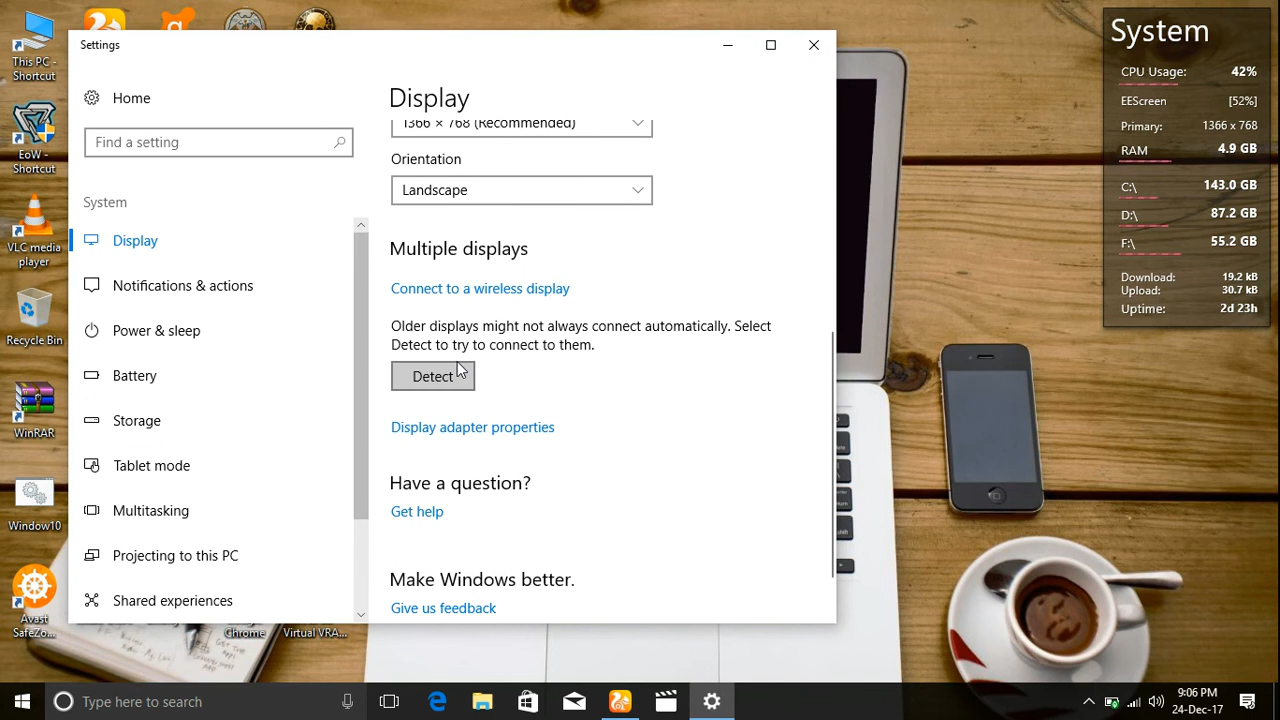 This PC -
Shortcut
EoW -
Shortcut
VLC media
player
Recycle Bin
WinRAR
Window10
Avast
SafeZo...
Chrome
Virtual VRA...
Settings
Home
Find a setting
System
Display
Notifications & actions
Power & sleep
Battery
Storage
Tablet mode
Multitasking
Projecting to this PC
Shared experiences
Display
1366 × 768 (Recommended)
Orientation
Landscape
Multiple displays
Connect to a wireless display
Older displays might not always connect automatically. Select
Detect to try to connect to them.
Detect
Display adapter properties
Have a question?
Get help
Make Windows better.
Give us feedback
System
CPU Usage: 42%
EEScreen [52%]
Primary: 1366 x 768
RAM 4.9 GB
C:\ 143.0 GB
D:\ 87.2 GB
F:\ 55.2 GB
Download: 19.2 kB
Upload: 30.7 kB
Uptime: 2d 23h
Type here to search
9:06 PM
24-Dec-17